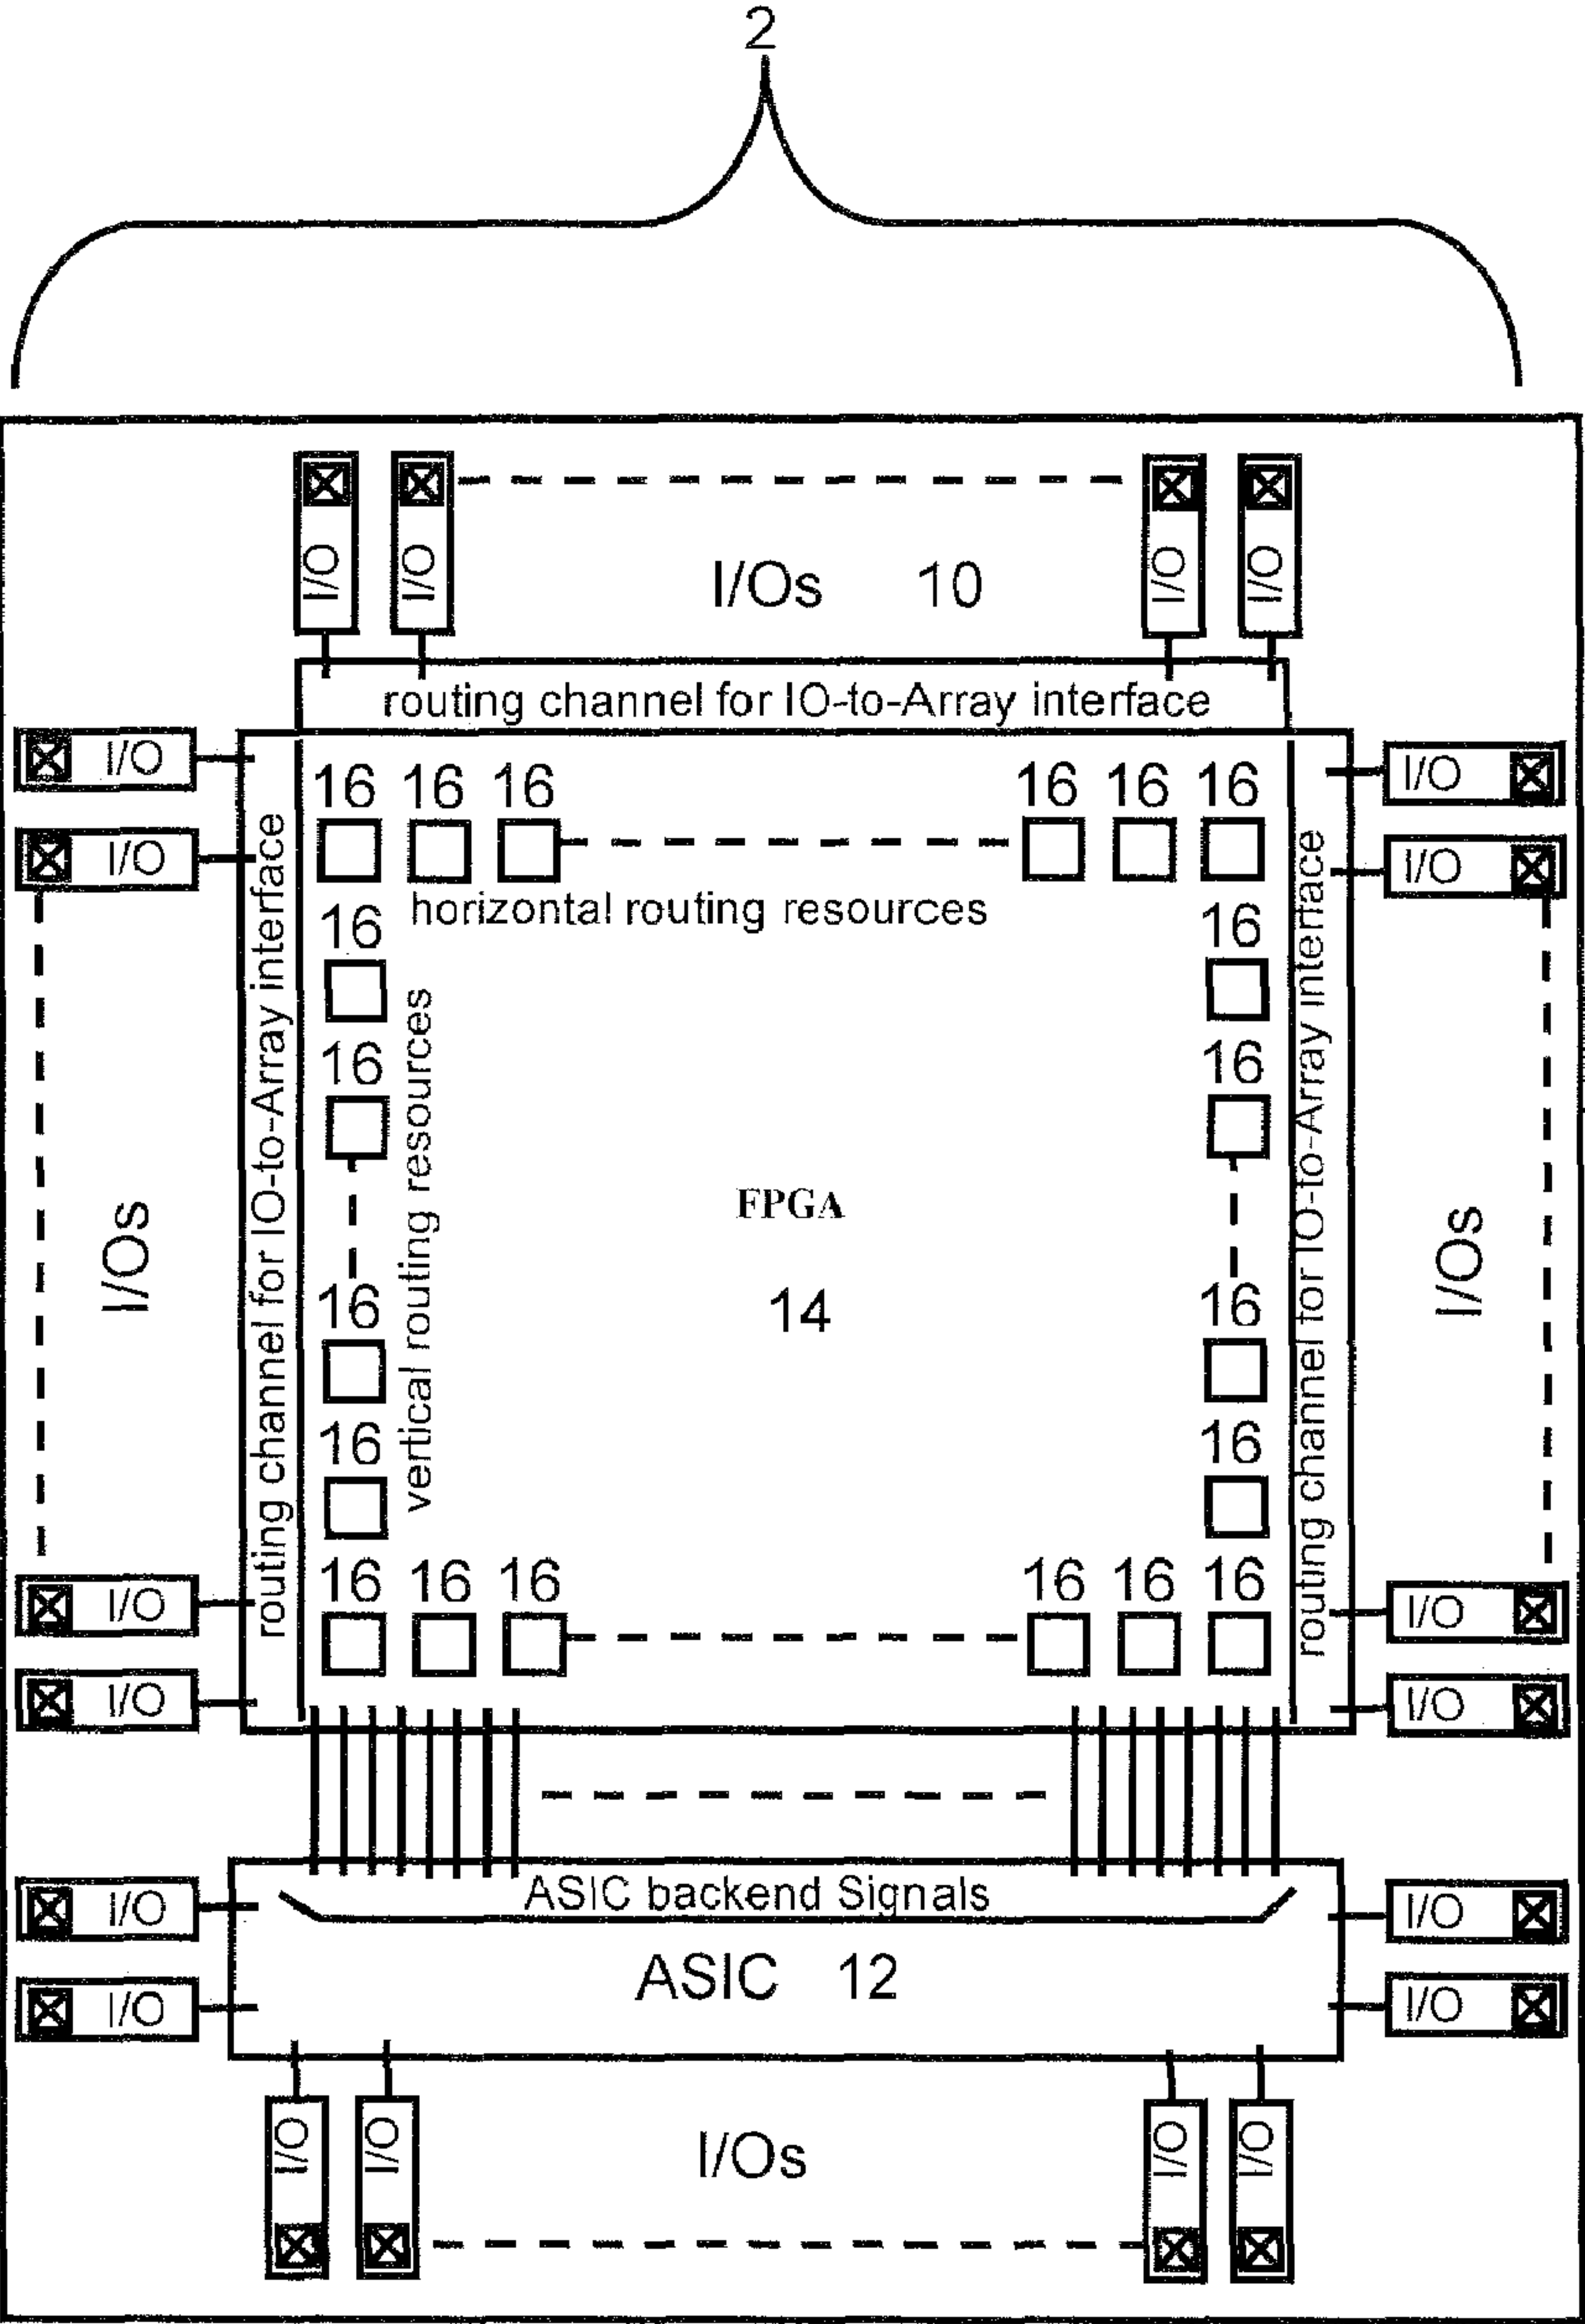 2
I/O I/O I/O I/O
I/Os 10
routing channel for IO-to-Array interface
I/O I/O
16 16 16 16 16 16
I/O I/O
horizontal routing resources
16 16
16 16
routing channel for IO-to-Array interface
vertical routing resources
routing channel for IO-to-Array interface
I/Os
FPGA
I/Os
14
16 16
16 16
16 16 16 16 16 16
I/O I/O
I/O I/O
ASIC backend Signals
I/O I/O
ASIC 12
I/O I/O
I/O I/O I/O I/O
I/Os